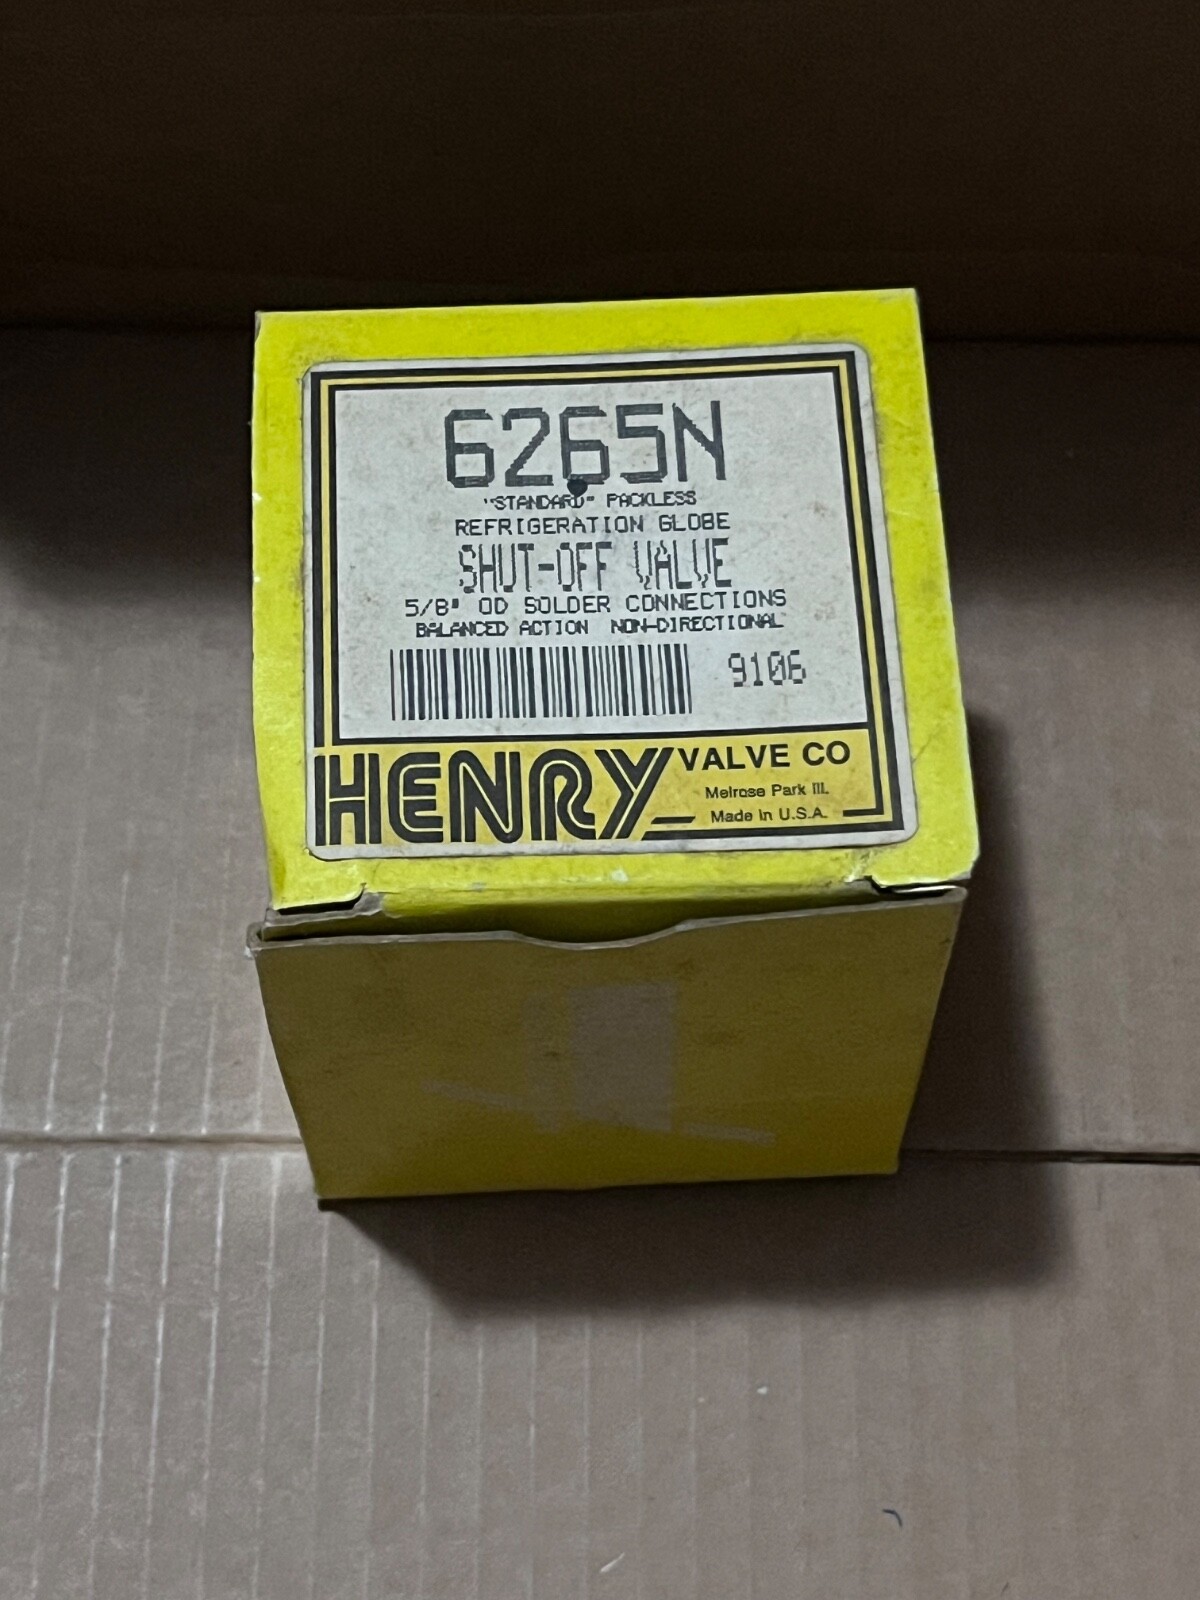 6265N
"STANDARD" PACKLESS
REFRIGERATION GLOBE
SHUT-OFF VALVE
5/8" OD SOLDER CONNECTIONS
BALANCED ACTION NON-DIRECTIONAL
9106
HENRY VALVE CO
Melrose Park Ill.
Made In U.S.A.